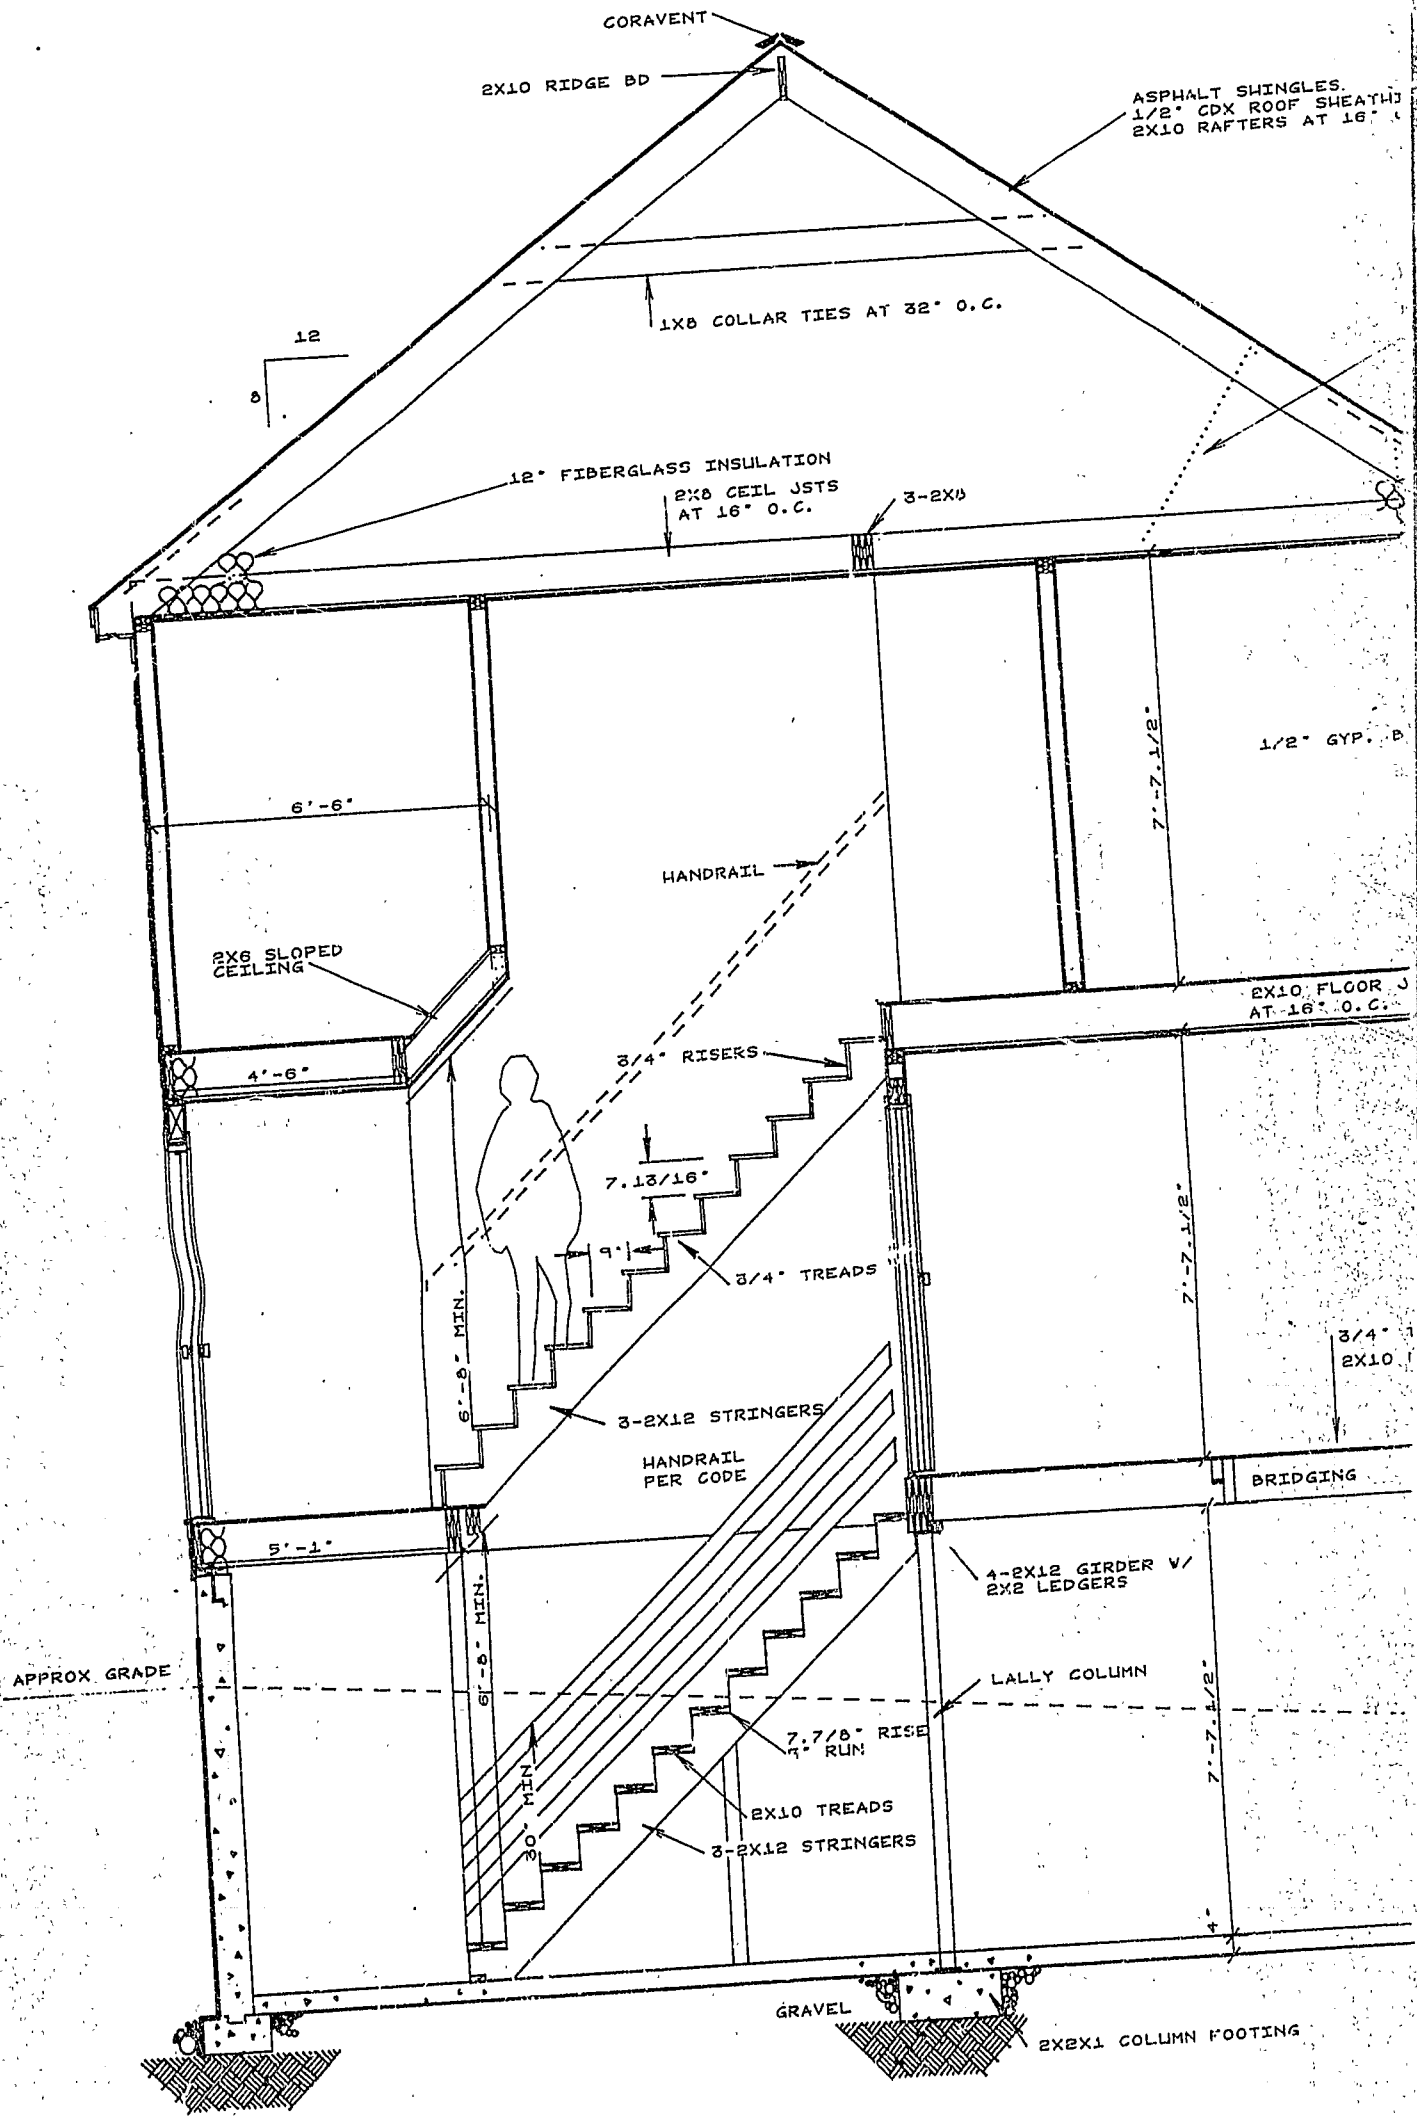 CORAVENT
2X10 RIDGE BD
ASPHALT SHINGLES.
1/2" CDX ROOF SHEATHI
2X10 RAFTERS AT 16"
1X8 COLLAR TIES AT 32" O.C.
12
8
12" FIBERGLASS INSULATION
2X8 CEIL JSTS
AT 16" O.C.
3-2X8
7'-7.1/2"
1/2" GYP. B
6'-6"
HANDRAIL
2X6 SLOPED
CEILING
2X10 FLOOR J
AT 16" O.C.
4'-6"
3/4" RISERS
7.13/16"
9"
3/4" TREADS
7'-7.1/2"
6'-8" MIN.
3/4"
2X10
3-2X12 STRINGERS
HANDRAIL
PER CODE
BRIDGING
5'-1"
6'-8" MIN.
4-2X12 GIRDER W/
2X2 LEDGERS
APPROX GRADE
LALLY COLUMN
7.7/8" RISE
RUN
7'-7.1/2"
30" MIN
2X10 TREADS
3-2X12 STRINGERS
4"
GRAVEL
2X2X1 COLUMN FOOTING